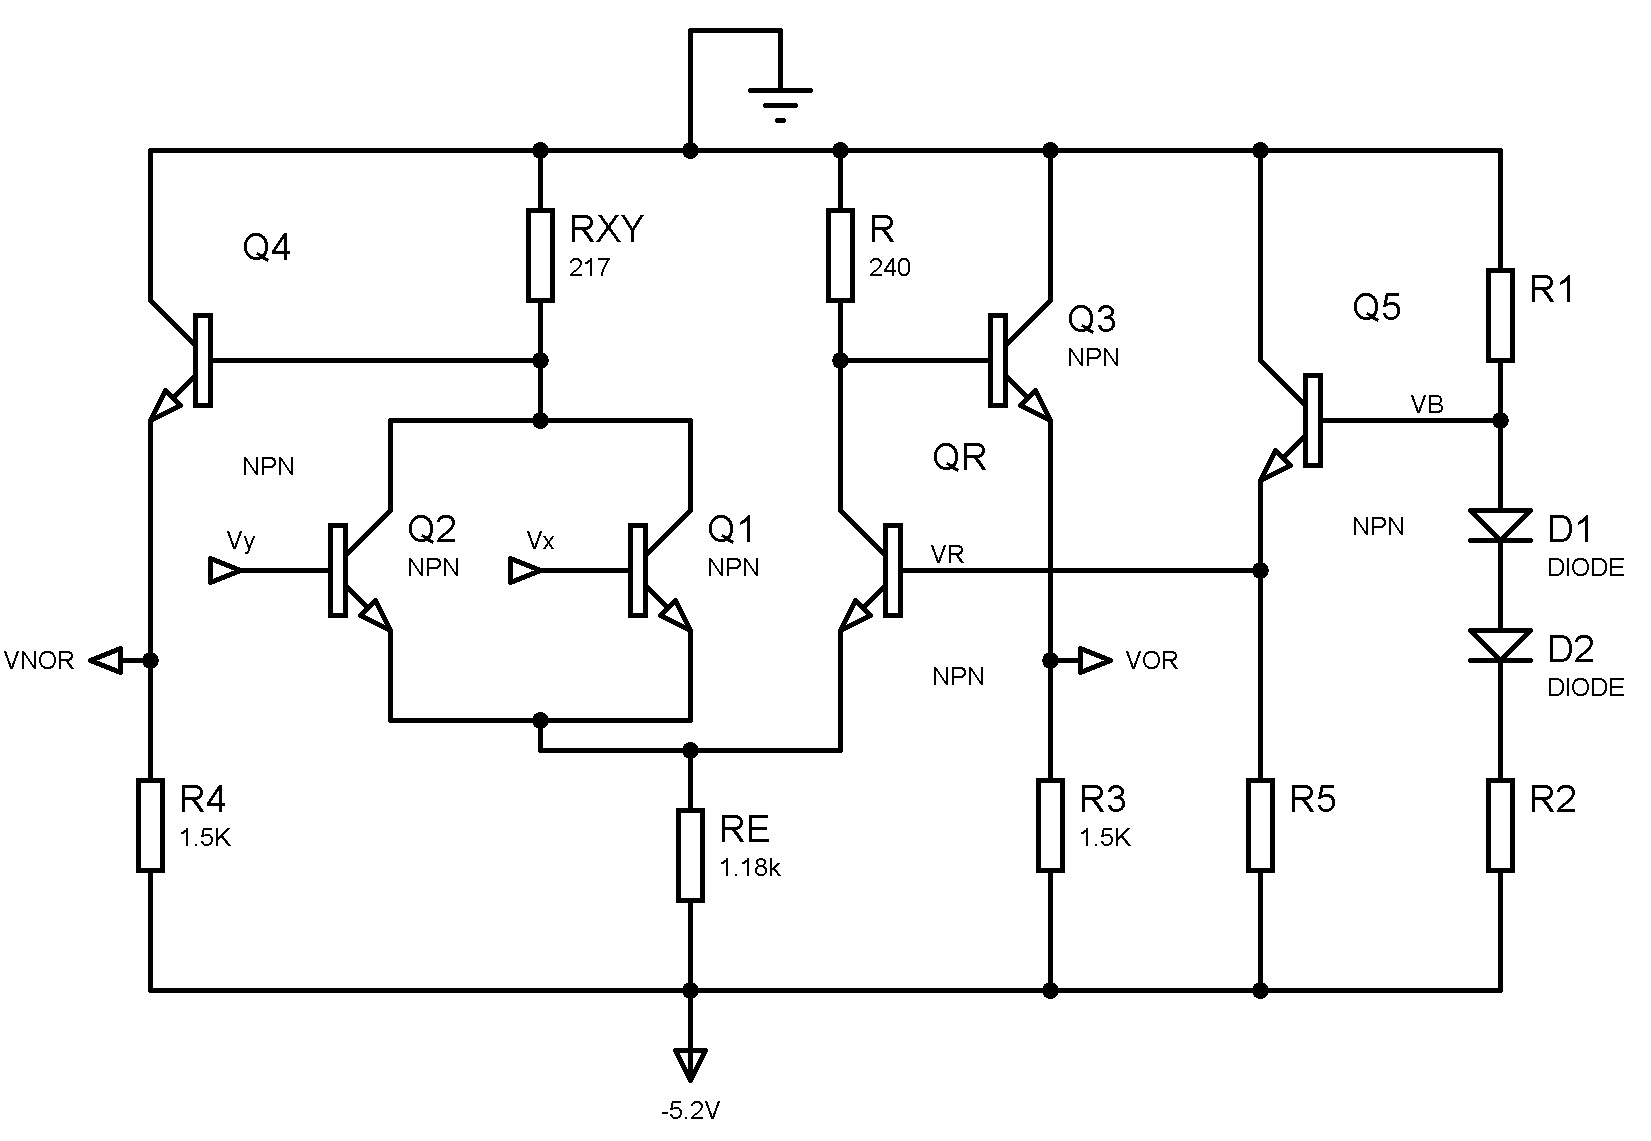 Q4
RXY
217
R
240
Q3
NPN
Q5
R1
VB
NPN
QR
Q2
NPN
Q1
NPN
Vy
Vx
VR
NPN
D1
DIODE
VNOR
NPN
VOR
D2
DIODE
R4
1.5K
RE
1.18k
R3
1.5K
R5
R2
-5.2V